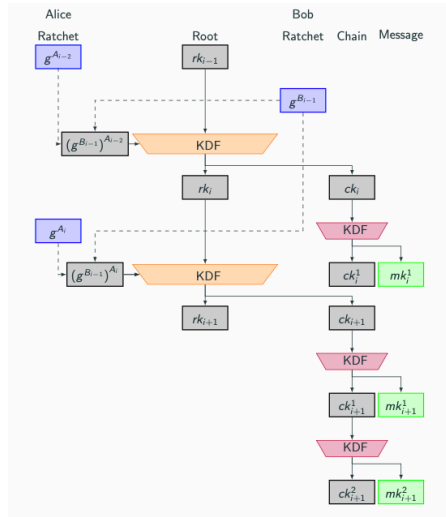 Alice Bob
Ratchet Root Ratchet Chain Message
g^{A_{i−2}} rk_{i−1}
g^{B_{i−1}}
(g^{B_{i−1}})^{A_{i−2}} KDF
rk_i ck_i
g^{A_i} KDF
(g^{B_{i−1}})^{A_i} KDF ck_i^1 mk_i^1
rk_{i+1} ck_{i+1}
KDF
ck_{i+1}^1 mk_{i+1}^1
KDF
ck_{i+1}^2 mk_{i+1}^2